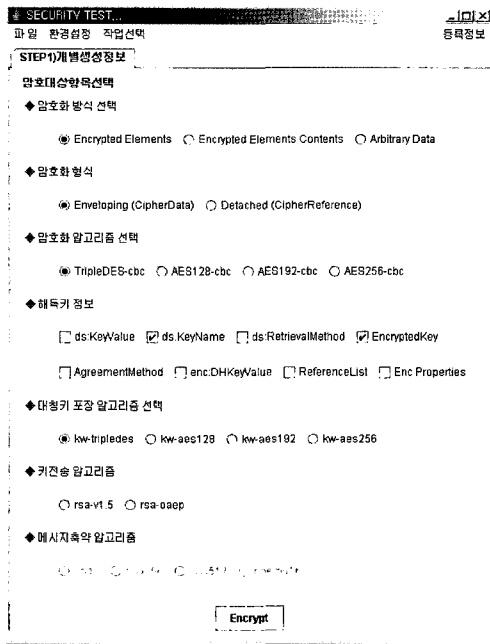 SECURITY TEST...
파일 환경설정 작업선택 등록정보
STEP1)개별생성정보
암호대상항목선택
◆ 암호화 방식 선택
Encrypted Elements Encrypted Elements Contents Arbitrary Data
◆ 암호화 형식
Enveloping (CipherData) Detached (CipherReference)
◆ 암호화 알고리즘 선택
TripleDES-cbc AES128-cbc AES192-cbc AES256-cbc
◆ 해독키 정보
ds:KeyValue ds.KeyName ds:RetrievalMethod EncryptedKey
AgreementMethod enc:DHKeyValue ReferenceList Enc Properties
◆ 대칭키 포장 알고리즘 선택
kw-tripledes kw-aes128 kw-aes192 kw-aes256
◆ 키전송 알고리즘
rsa-v1.5 rsa-oaep
◆ 메시지축약 알고리즘
Encrypt